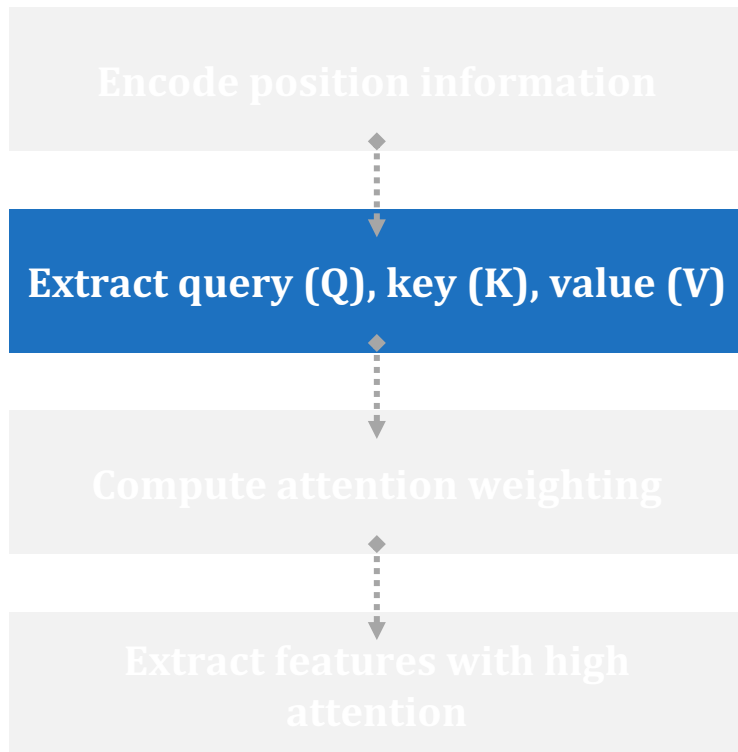 Encode position information
Extract query (Q), key (K), value (V)
Compute attention weighting
Extract features with high
attention